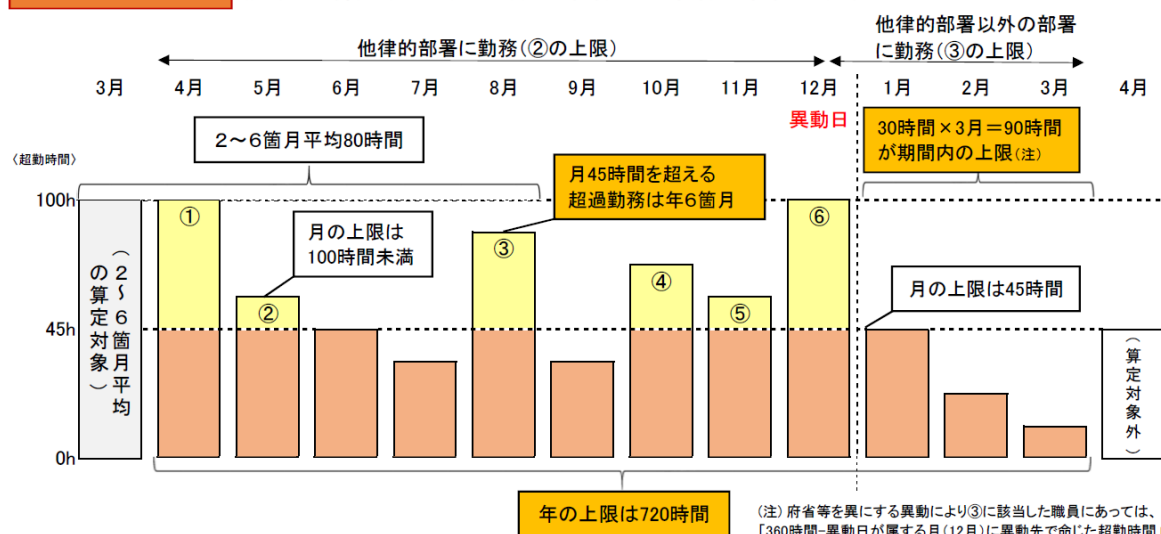 他律的部署に勤務(②の上限)
他律的部署以外の部署
に勤務(③の上限)
3月 4月 5月 6月 7月 8月 9月 10月 11月 12月 1月 2月 3月 4月
異動日
2~6箇月平均80時間
30時間×3月=90時間
が期間内の上限(注)
〈超勤時間〉
月45時間を超える
超過勤務は年6箇月
100h
①
⑥
月の上限は
100時間未満
③
④
②
⑤
月の上限は45時間
45h
(2~6箇月平均
の算定対象)
(算定対象外)
0h
年の上限は720時間
(注) 府省等を異にする異動により③に該当した職員にあっては、
「360時間-異動日が属する月(12月)に異動先で命じた超勤時間」